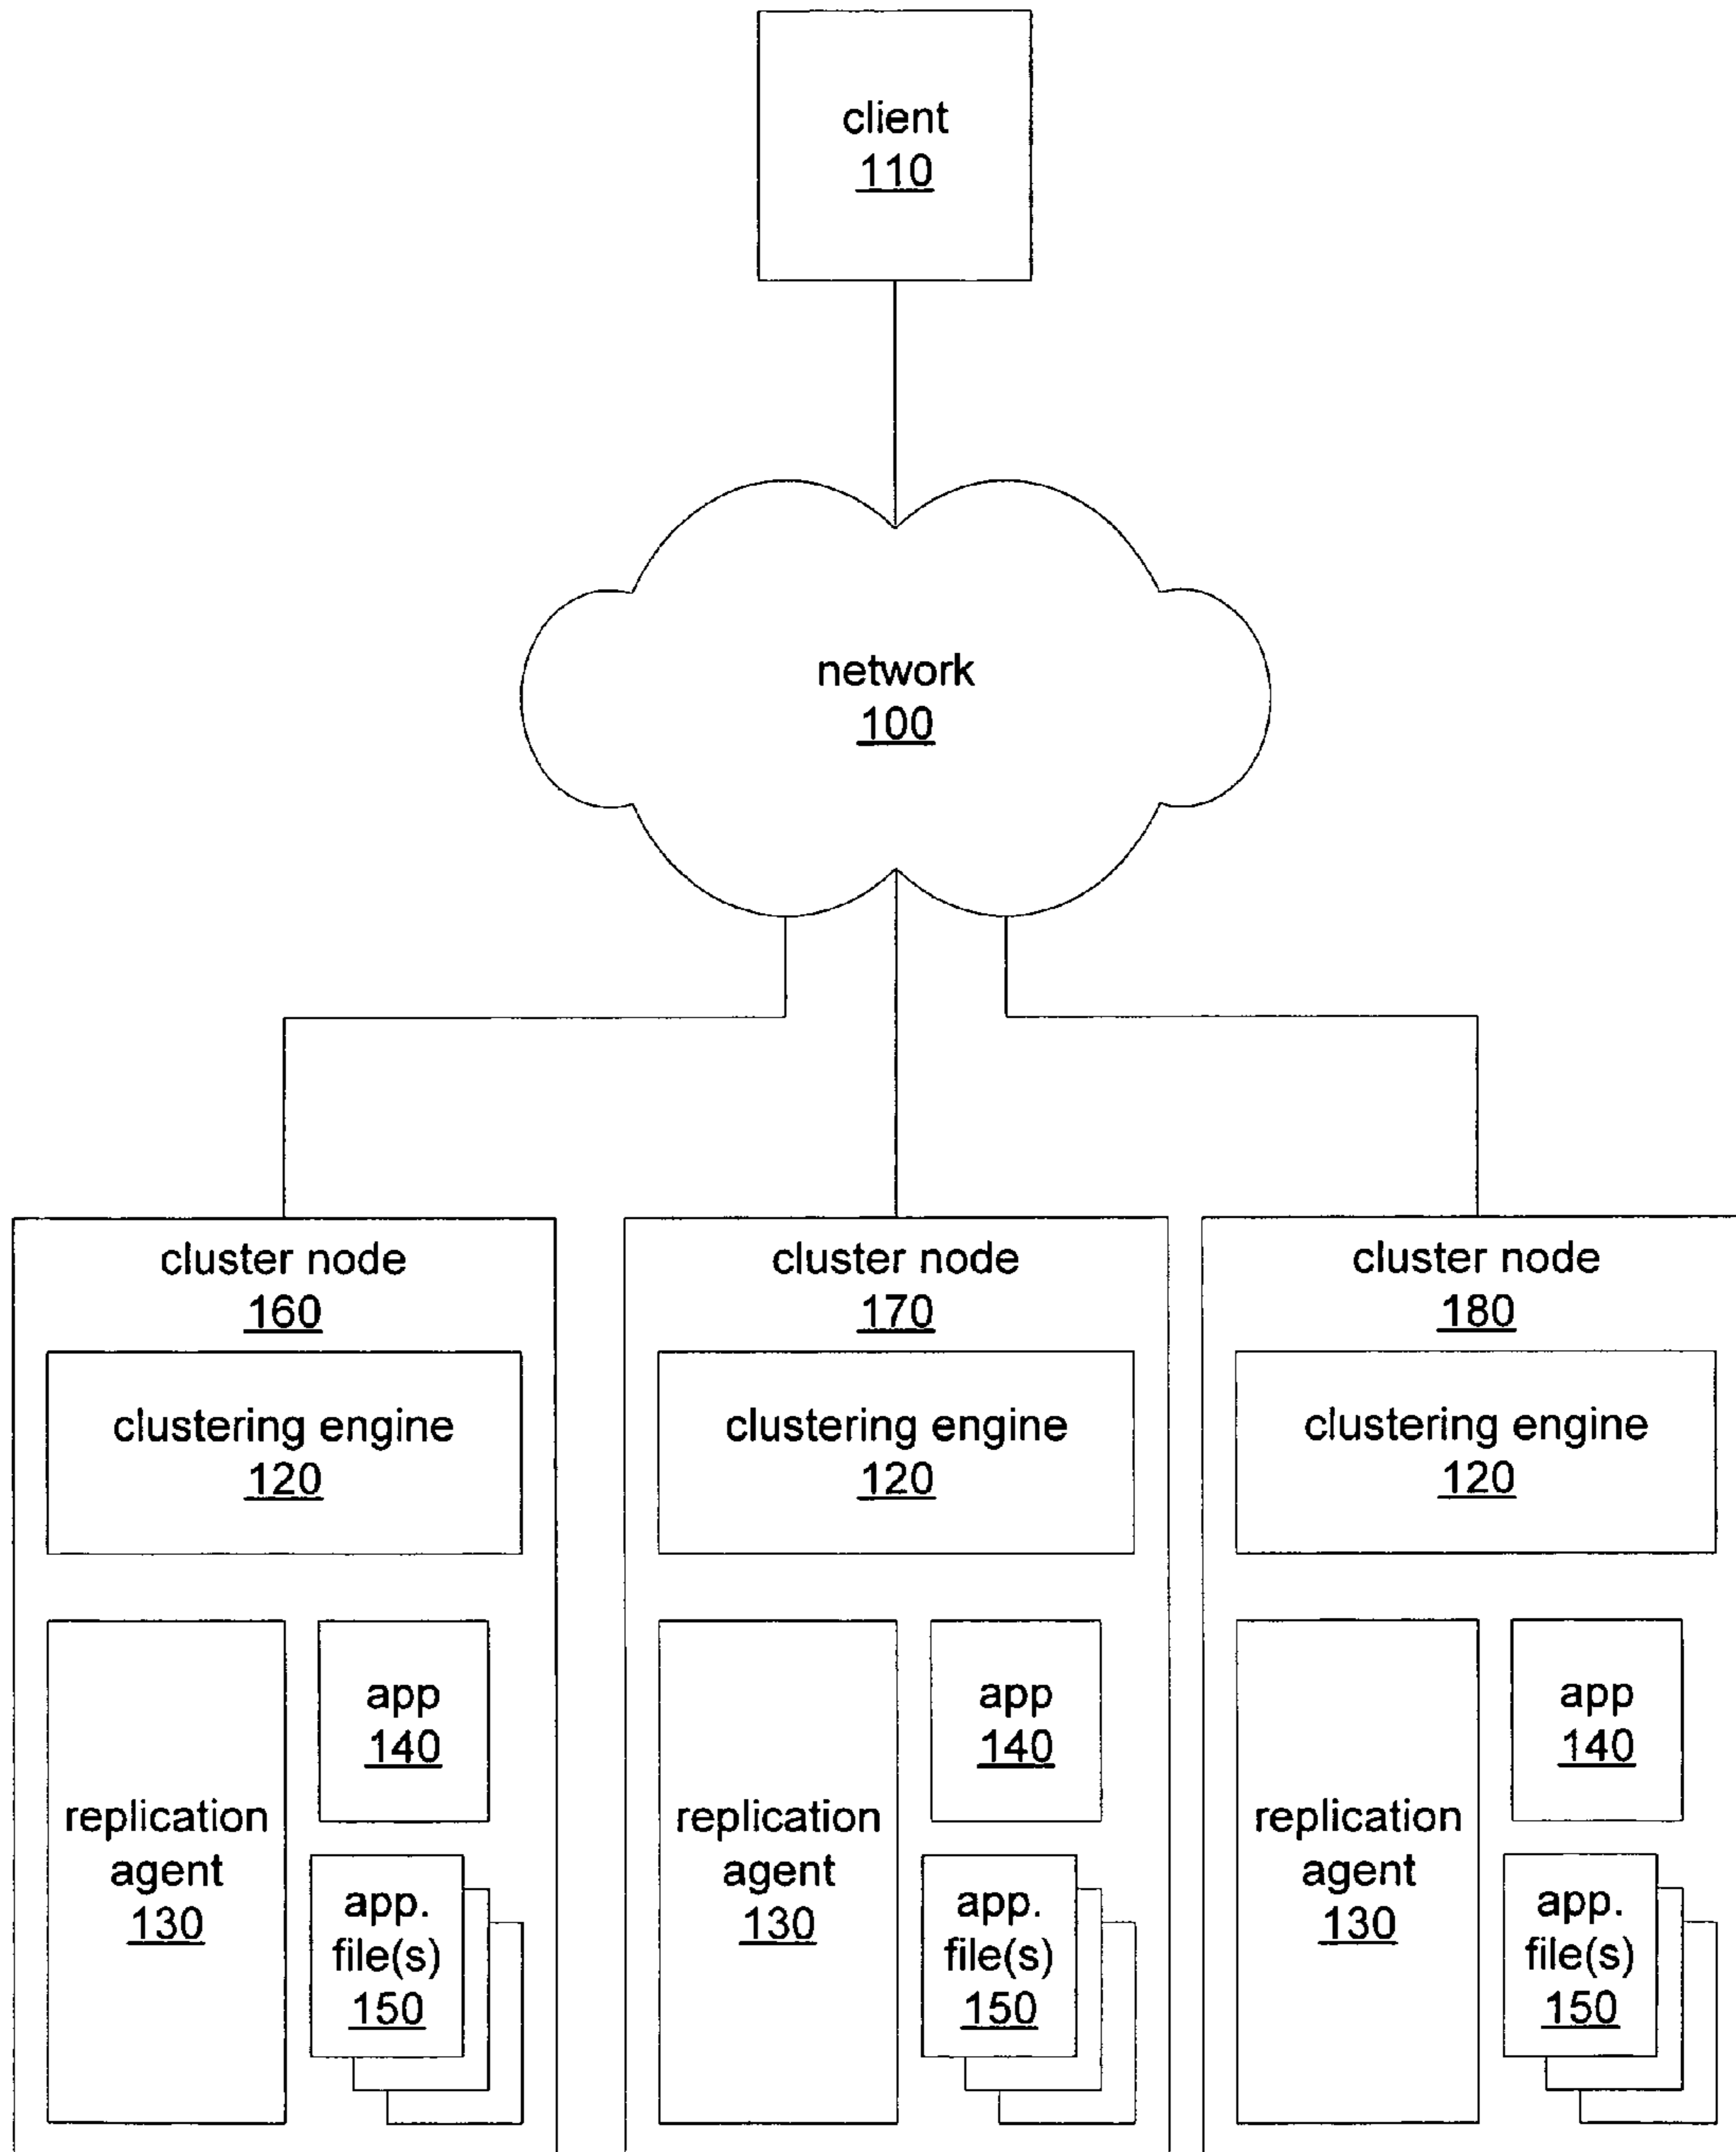 client
110
network
100
cluster node
160
clustering engine
120
replication
agent
130
app
140
app.
file(s)
150
cluster node
170
clustering engine
120
replication
agent
130
app
140
app.
file(s)
150
cluster node
180
clustering engine
120
replication
agent
130
app
140
app.
file(s)
150